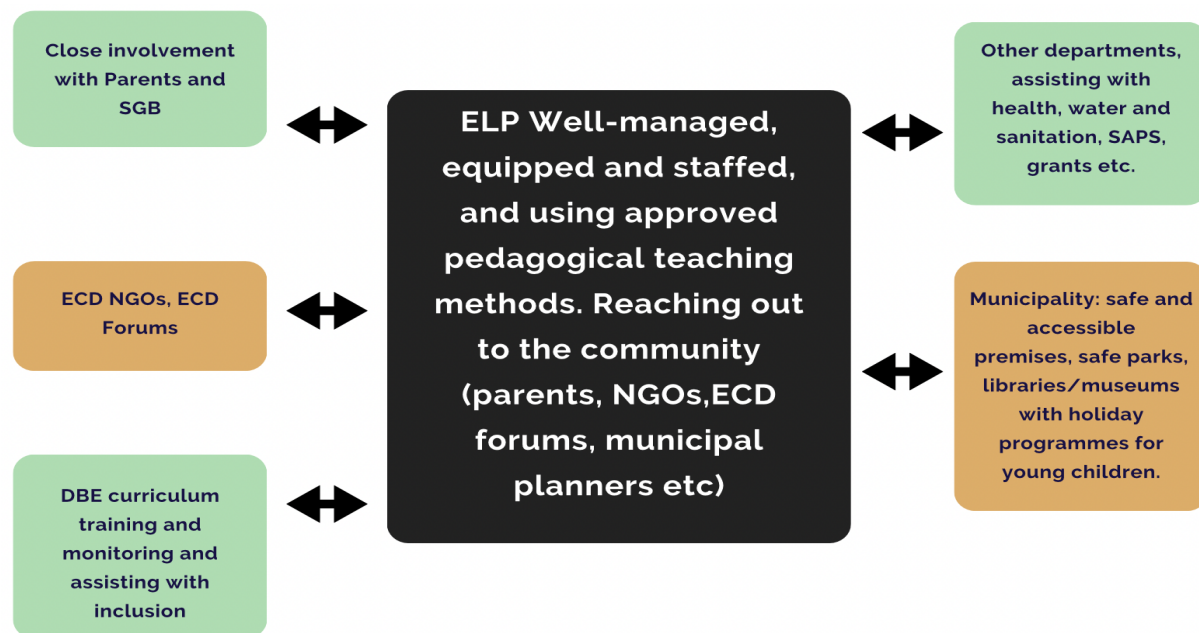 Close involvement
with Parents and
SGB
ECD NGOs, ECD
Forums
DBE curriculum
training and
monitoring and
assisting with
inclusion
ELP Well-managed,
equipped and staffed,
and using approved
pedagogical teaching
methods. Reaching out
to the community
(parents, NGOs,ECD
forums, municipal
planners etc)
Other departments,
assisting with
health, water and
sanitation, SAPS,
grants etc.
Municipality: safe and
accessible
premises, safe parks,
libraries/museums
with holiday
programmes for
young children.